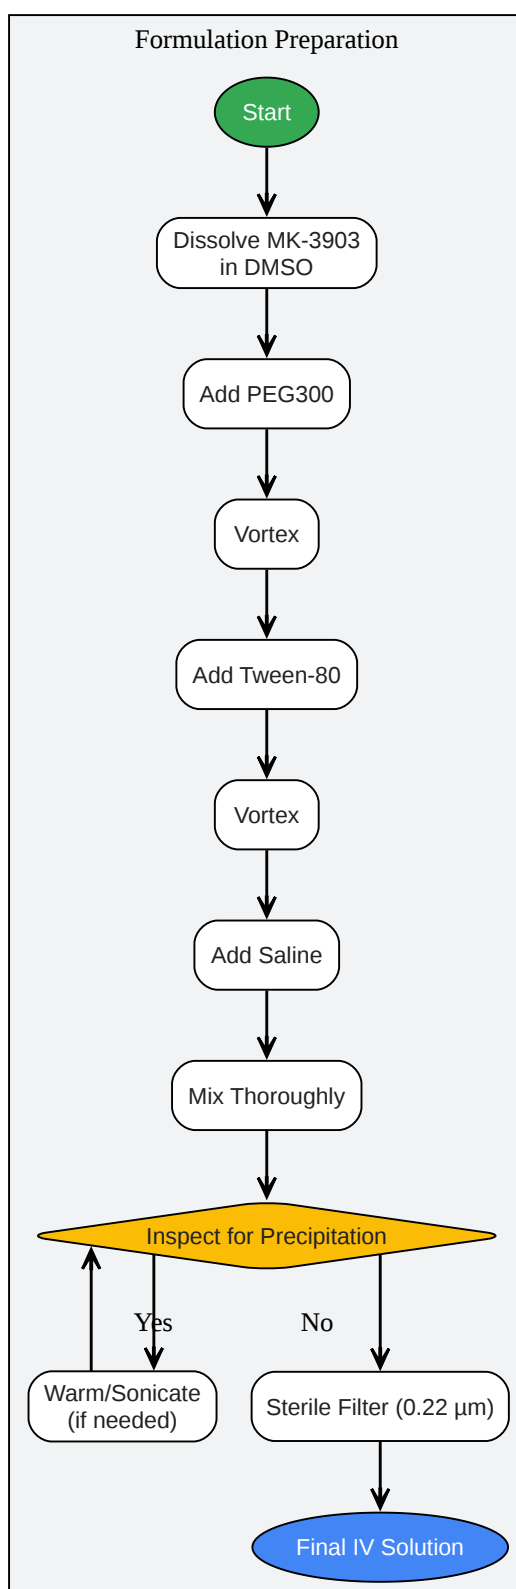 Formulation Preparation
Start
Dissolve MK-3903
in DMSO
Add PEG300
Vortex
Add Tween-80
Vortex
Add Saline
Mix Thoroughly
Inspect for Precipitation
Yes
No
Warm/Sonicate
(if needed)
Sterile Filter (0.22 µm)
Final IV Solution